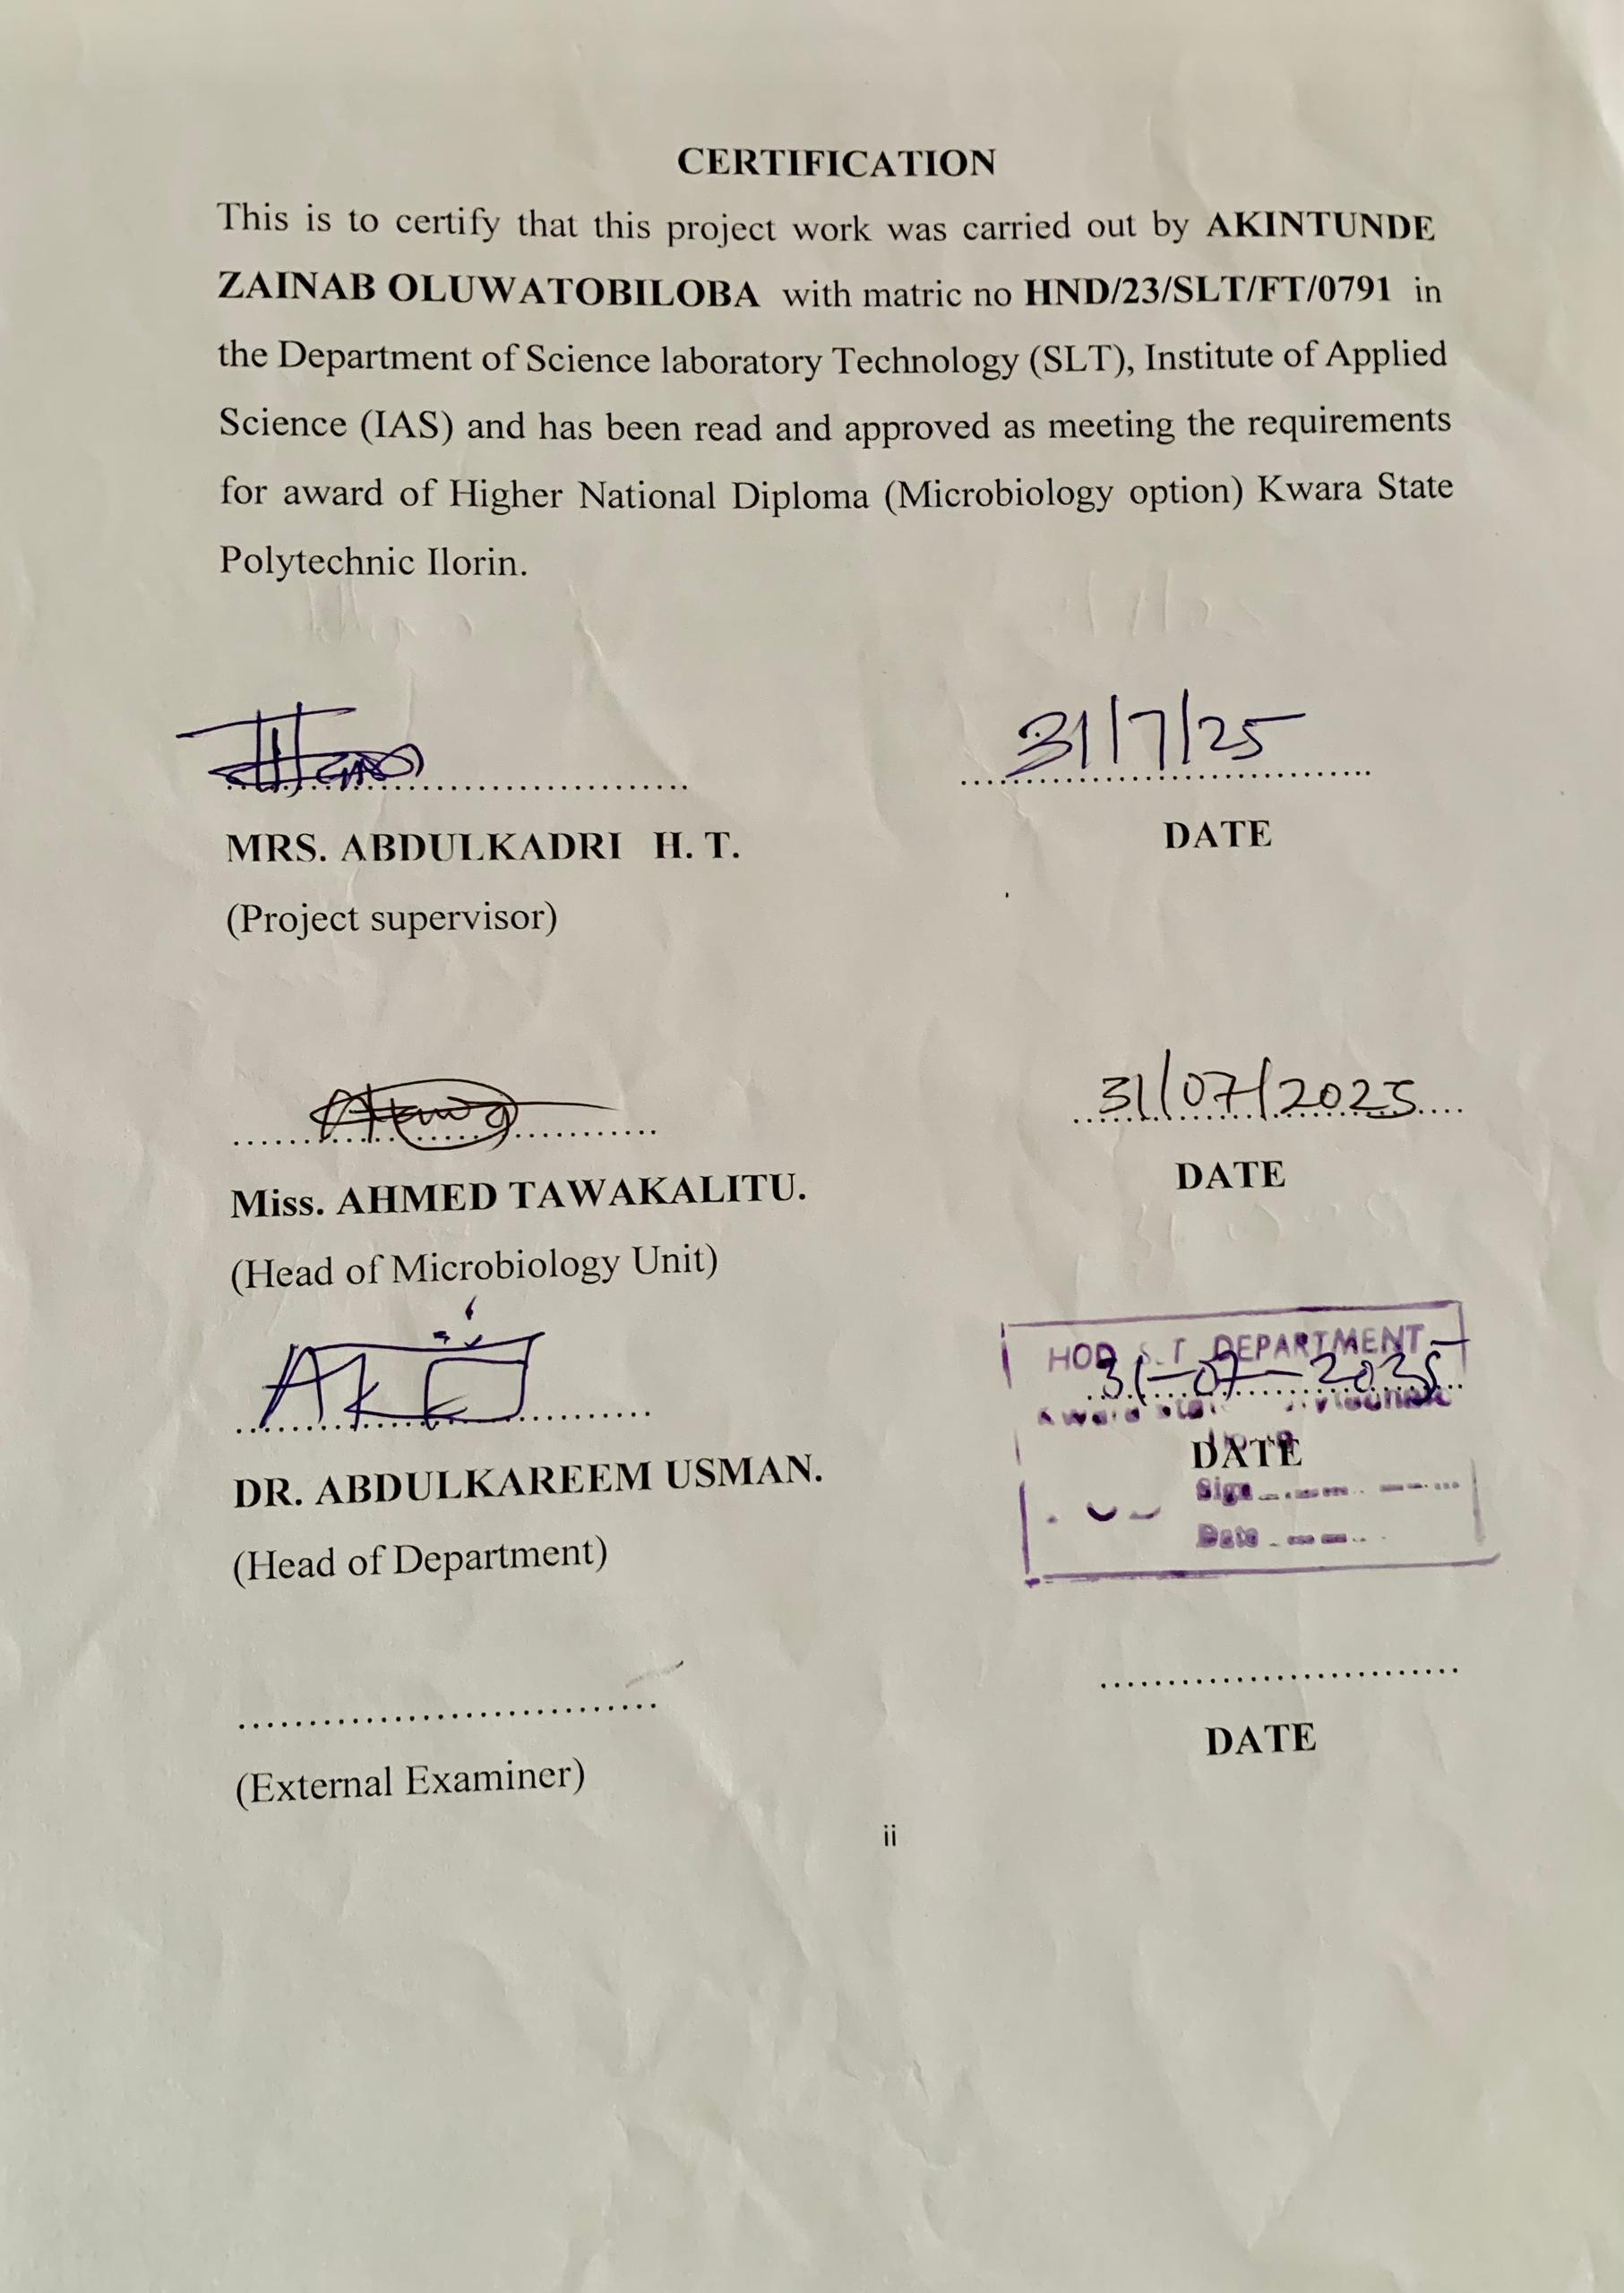 CERTIFICATION
This is to certify that this project work was carried out by AKINTUNDE
ZAINAB OLUWATOBILOBA with matric no HND/23/SLT/FT/0791 in
the Department of Science laboratory Technology (SLT), Institute of Applied
Science (IAS) and has been read and approved as meeting the requirements
for award of Higher National Diploma (Microbiology option) Kwara State
Polytechnic Ilorin.
31/7/25
MRS. ABDULKADRI H. T.
DATE
(Project supervisor)
31/07/2025
Miss. AHMED TAWAKALITU.
DATE
(Head of Microbiology Unit)
HOD DEPARTMENT
31-07-2025
Kwara
DR. ABDULKAREEM USMAN.
DATE
Sign
Date
(Head of Department)
(External Examiner)
DATE
ii